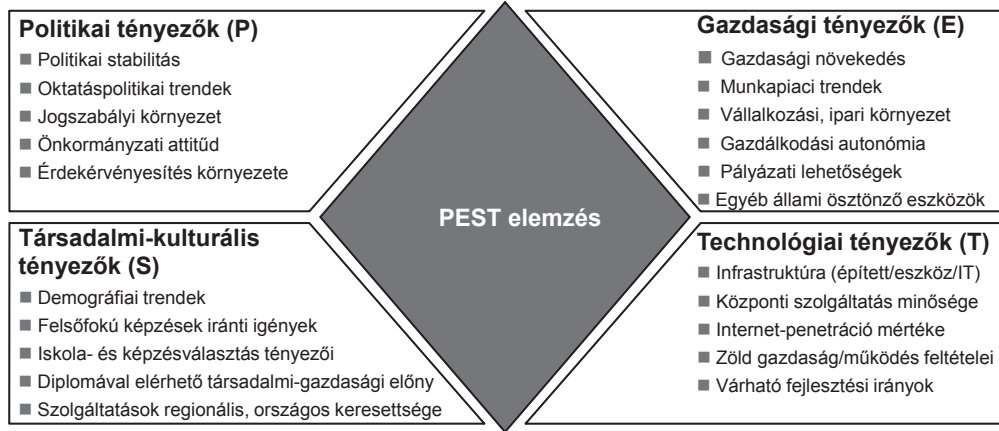 Politikai tényezők (P)
Politikai stabilitás
Oktatáspolitikai trendek
Jogszabályi környezet
Önkormányzati attitűd
Érdekérvényesítés környezete
Gazdasági tényezők (E)
Gazdasági növekedés
Munkapiaci trendek
Vállalkozási, ipari környezet
Gazdálkodási autonómia
Pályázati lehetőségek
Egyéb állami ösztönző eszközök
PEST elemzés
Társadalmi-kulturális
tényezők (S)
Demográfiai trendek
Felsőfokú képzések iránti igények
Iskola- és képzésválasztás tényezői
Diplomával elérhető társadalmi-gazdasági előny
Szolgáltatások regionális, országos keresettsége
Technológiai tényezők (T)
Infrastruktúra (épített/eszköz/IT)
Központi szolgáltatás minősége
Internet-penetráció mértéke
Zöld gazdaság/működés feltételei
Várható fejlesztési irányok